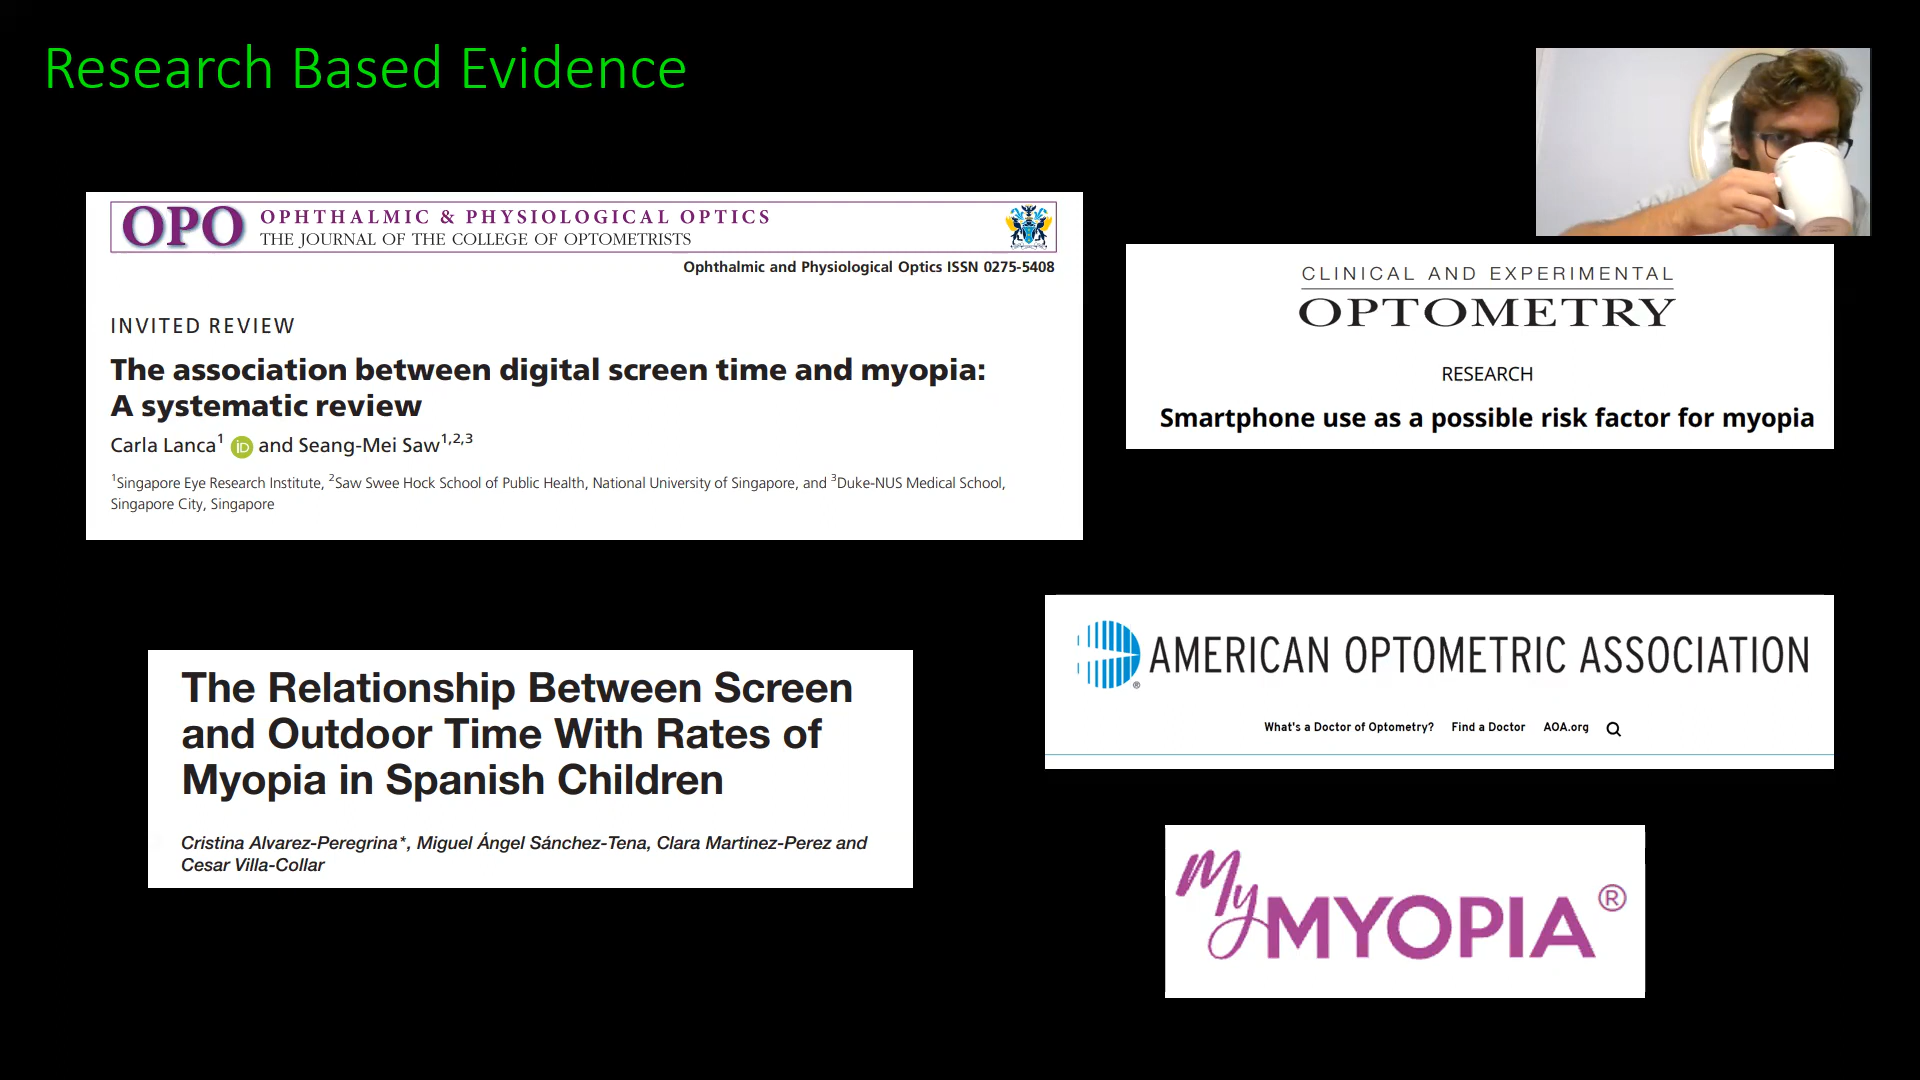 Research Based Evidence
OPO
OPHTHALMIC & PHYSIOLOGICAL OPTICS
THE JOURNAL OF THE COLLEGE OF OPTOMETRISTS
Ophthalmic and Physiological Optics ISSN 0275-5408
INVITED REVIEW
The association between digital screen time and myopia:
A systematic review
Carla Lanca1 iD and Seang-Mei Saw1,2,3
1Singapore Eye Research Institute, 2Saw Swee Hock School of Public Health, National University of Singapore, and 3Duke-NUS Medical School,
Singapore City, Singapore
CLINICAL AND EXPERIMENTAL
OPTOMETRY
RESEARCH
Smartphone use as a possible risk factor for myopia
The Relationship Between Screen
and Outdoor Time With Rates of
Myopia in Spanish Children
Cristina Alvarez-Peregrina*, Miguel Ángel Sánchez-Tena, Clara Martinez-Perez and
Cesar Villa-Collar
® AMERICAN OPTOMETRIC ASSOCIATION
What's a Doctor of Optometry? Find a Doctor AOA.org
My MYOPIA ®